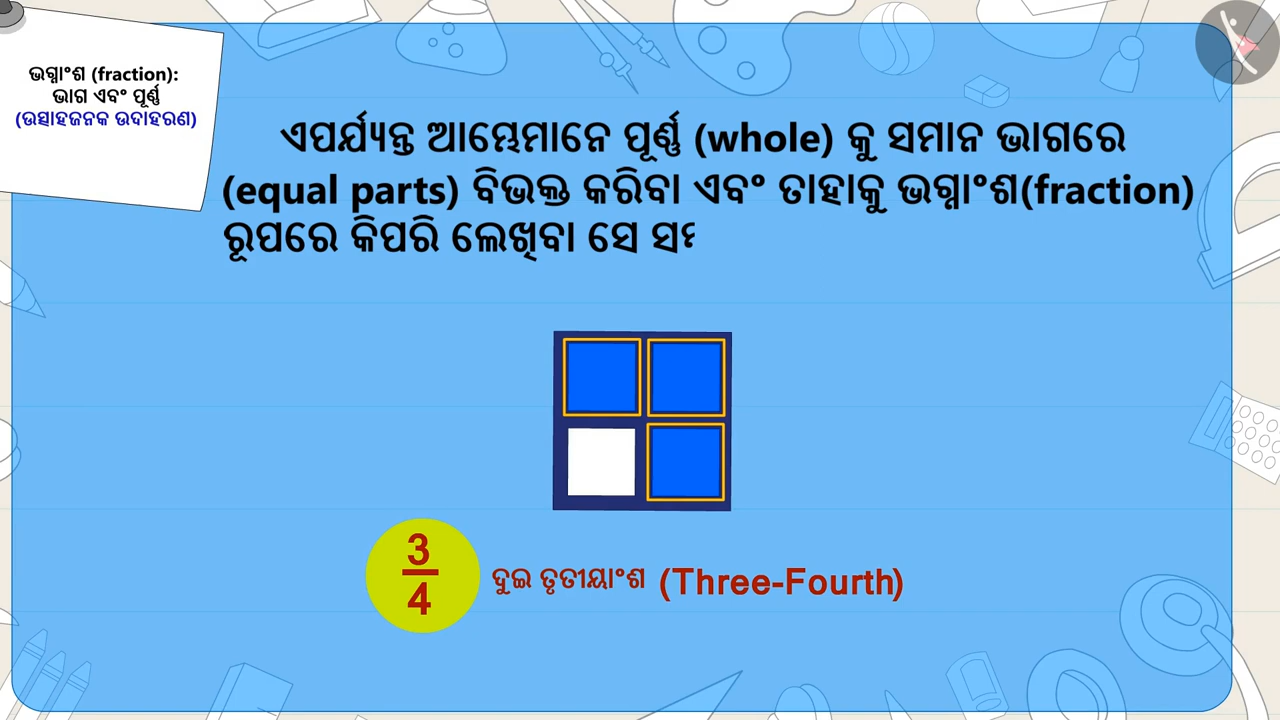 ଭଗ୍ନାଂଶ (fraction):
ଭାଗ ଏବଂ ପୂର୍ଣ୍ଣ
(ଉତ୍ସାହଜନକ ଉଦାହରଣ)
ଏପର୍ଯ୍ୟନ୍ତ ଆମ୍ଭେମାନେ ପୂର୍ଣ୍ଣ (whole) କୁ ସମାନ ଭାଗରେ
(equal parts) ବିଭକ୍ତ କରିବା ଏବଂ ତାହାକୁ ଭଗ୍ନାଂଶ(fraction)
ରୂପରେ କିପରି ଲେଖିବା ସେ
3
4
ଦୁଇ ତୃତୀୟାଂଶ (Three-Fourth)